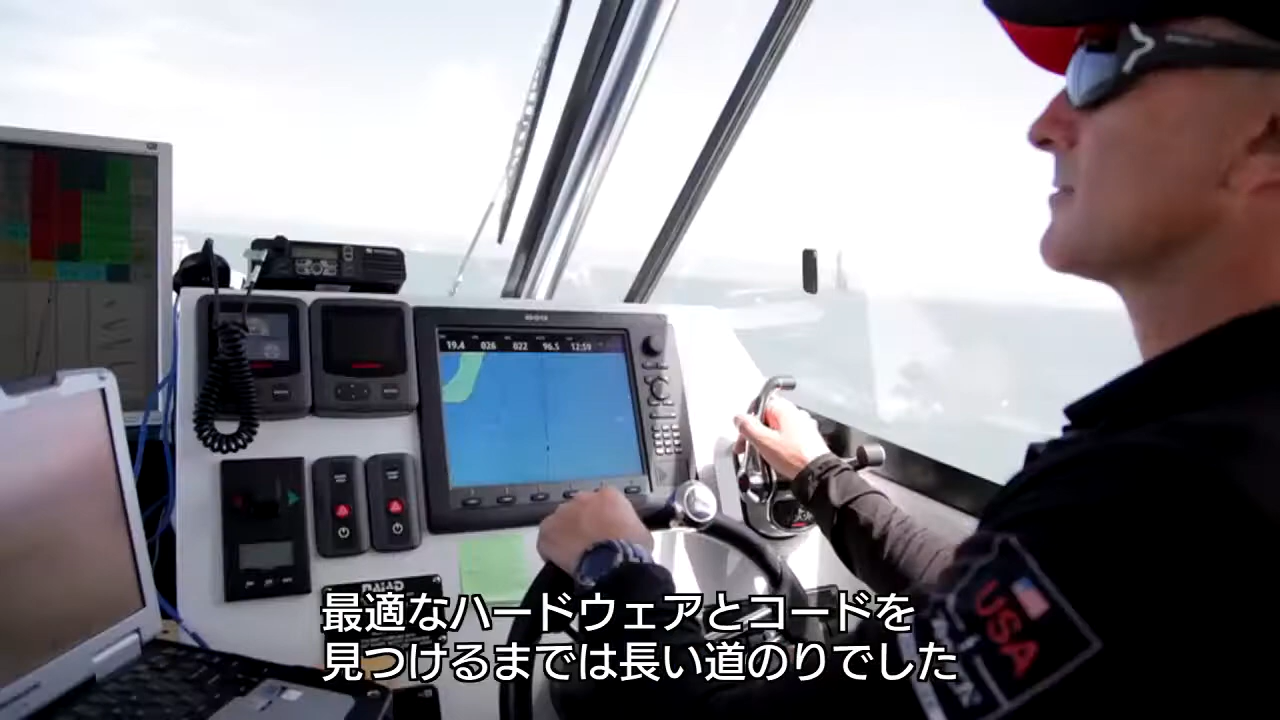 19.4 026 022 96.5 12:59
NAIAD
USA
最適なハードウェアとコードを
見つけるまでは長い道のりでした